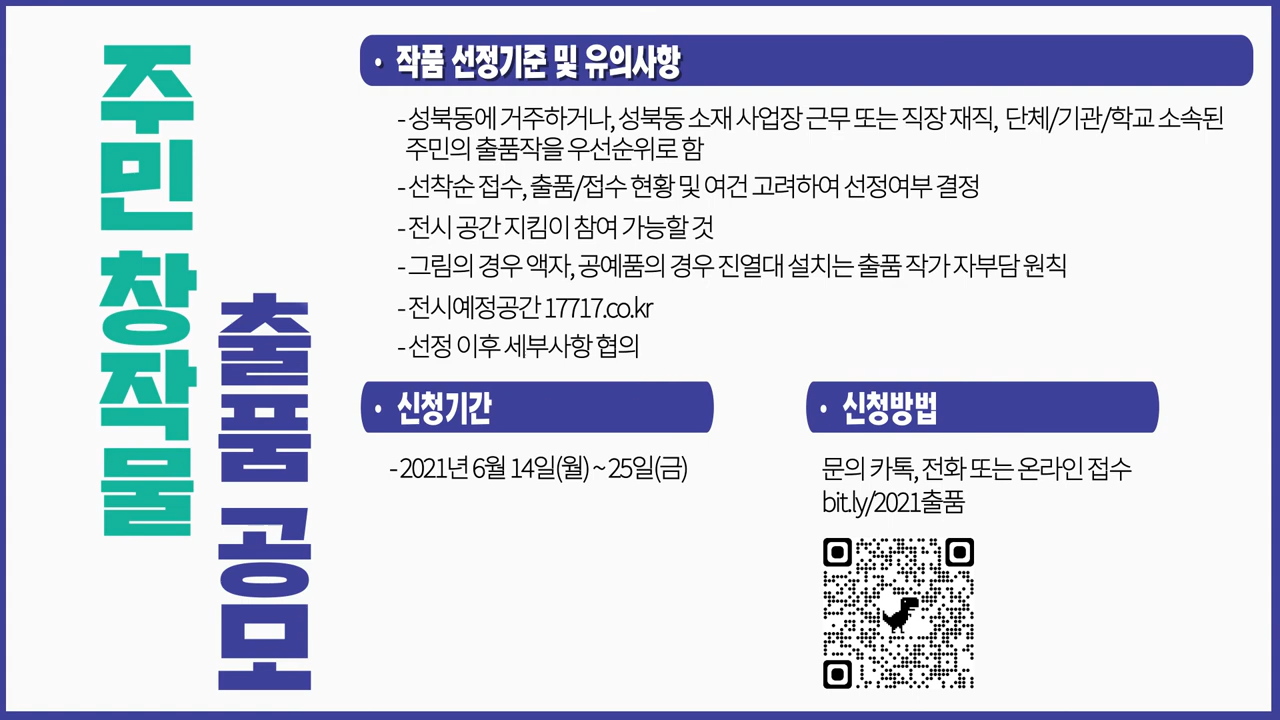 주민 창작물
출품 공모
· 작품 선정기준 및 유의사항
- 성북동에 거주하거나, 성북동 소재 사업장 근무 또는 직장 재직, 단체/기관/학교 소속된
주민의 출품작을 우선순위로 함
- 선착순 접수, 출품/접수 현황 및 여건 고려하여 선정여부 결정
- 전시 공간 지킴이 참여 가능할 것
- 그림의 경우 액자, 공예품의 경우 진열대 설치는 출품 작가 자부담 원칙
- 전시예정공간 17717.co.kr
- 선정 이후 세부사항 협의
· 신청기간
- 2021년 6월 14일(월) ~ 25일(금)
· 신청방법
문의 카톡, 전화 또는 온라인 접수
bit.ly/2021출품